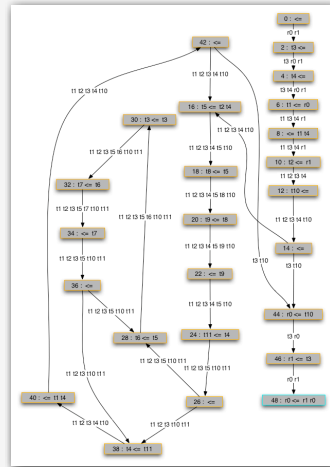 0 : <=
r0 r1
42 : <=
2 : t3 <=
t3 r0 r1
4 : t4 <=
t1 t2 t3 t4 t10
t1 t2 t3 t4 t10
t3 t4 r0 r1
16 : t5 <= t2 t4
6 : t1 <= r0
30 : t3 <= t3
t1 t3 t4 r1
8 : <= t1 t4
t1 t2 t3 t4 t10
t1 t2 t3 t4 t5 t10
t1 t3 t4 r1
t1 t2 t3 t5 t6 t10 t11
18 : t8 <= t5
10 : t2 <= r1
32 : t7 <= t6
t1 t2 t3 t4
t1 t2 t3 t4 t5 t8 t10
12 : t10 <=
t1 t2 t3 t5 t7 t10 t11
20 : t9 <= t8
t1 t2 t3 t4 t10
34 : <= t7
t1 t2 t3 t4 t5 t9 t10
14 : <=
t1 t2 t3 t5 t10 t11
t3 t10
t3 t10
22 : <= t9
36 : <=
t1 t2 t3 t4 t5 t10
44 : r0 <= t10
t1 t2 t3 t5 t10 t11
24 : t11 <= t4
t3 r0
28 : t6 <= t5
t1 t2 t3 t5 t10 t11
46 : r1 <= t3
t1 t2 t3 t5 t10 t11
t1 t2 t3 t5 t10 t11
r0 r1
40 : <= t1 t4
26 : <=
48 : r0 <= r1 r0
t1 t2 t3 t4 t10
t1 t2 t3 t10 t11
38 : t4 <= t11